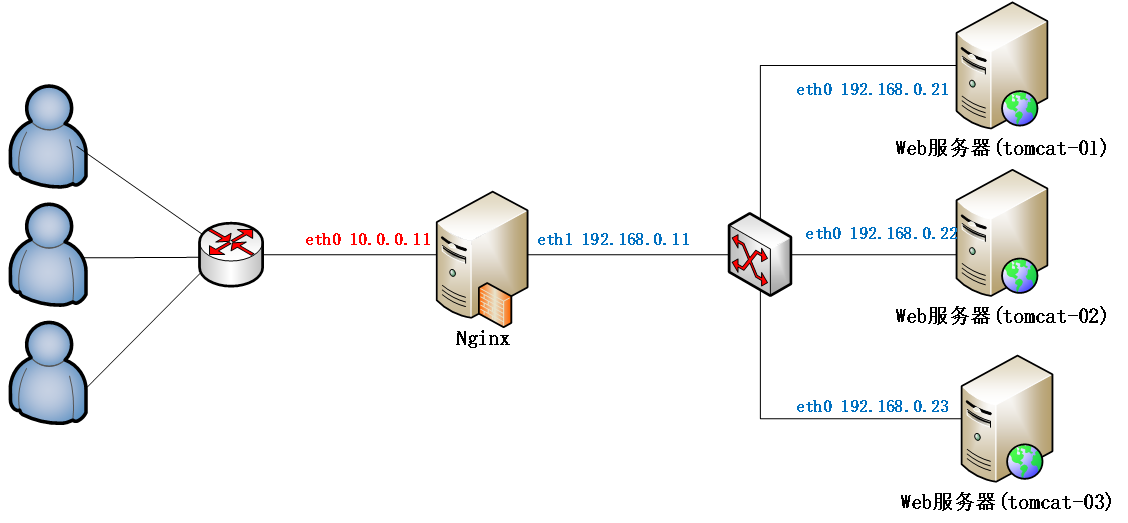 eth0 192.168.0.21
Web服务器(tomcat-01)
eth0 10.0.0.11
eth1 192.168.0.11
eth0 192.168.0.22
Nginx
Web服务器(tomcat-02)
eth0 192.168.0.23
Web服务器(tomcat-03)